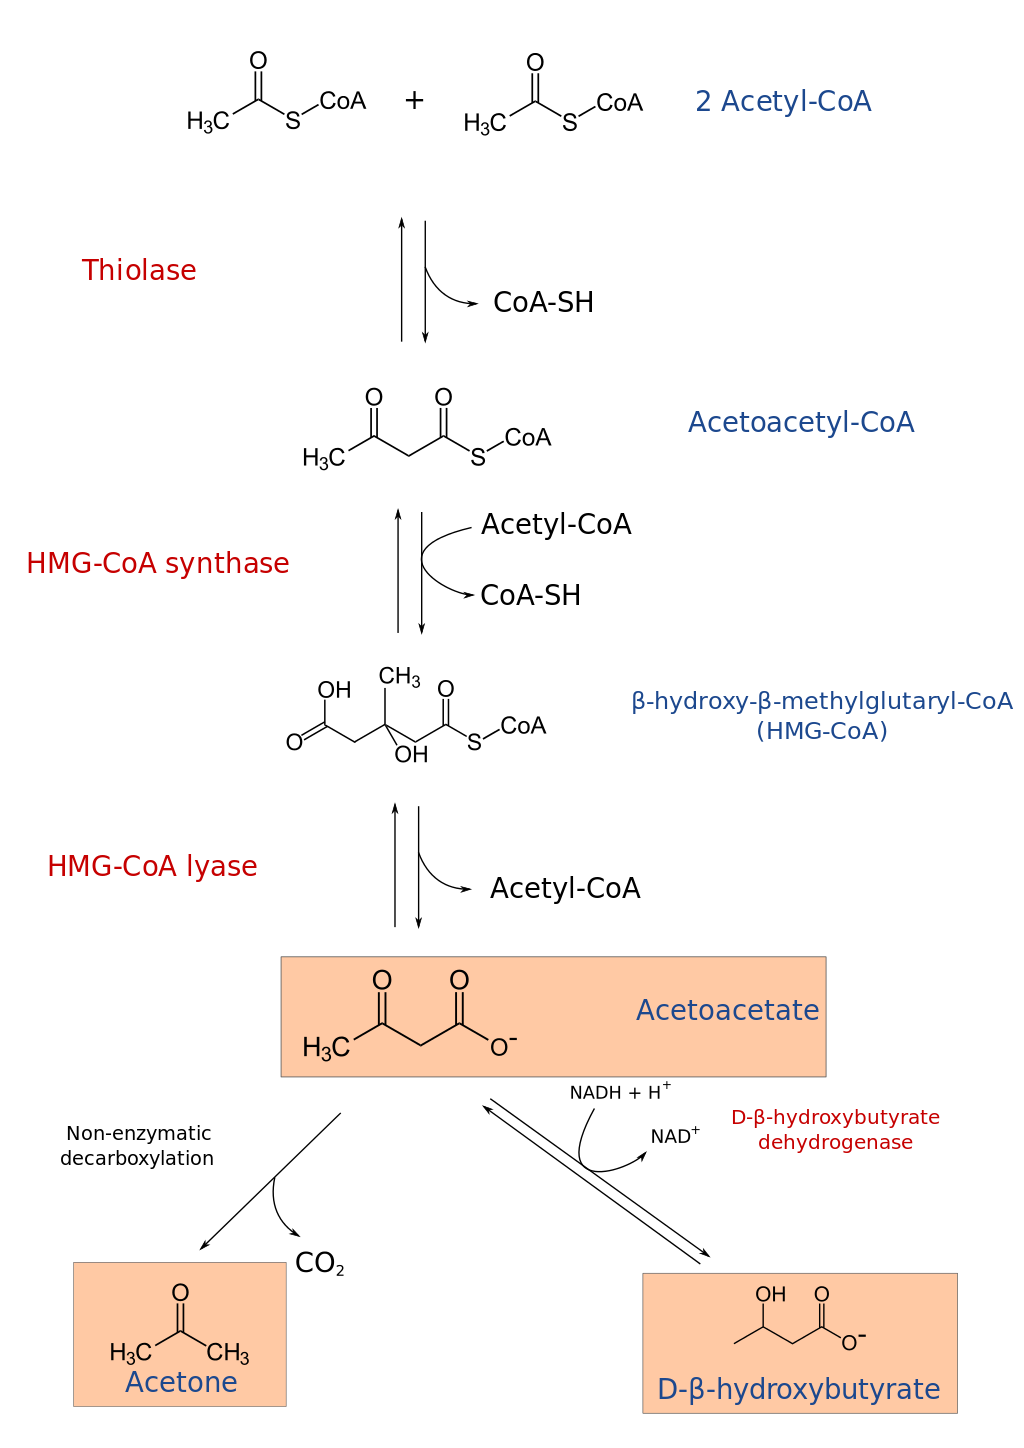 O
O
H₃C
S
CoA
+
H₃C
S
CoA
2 Acetyl-CoA
Thiolase
CoA-SH
O
O
H₃C
S
CoA
Acetoacetyl-CoA
Acetyl-CoA
HMG-CoA synthase
CoA-SH
OH
CH₃
O
O
OH
S
CoA
β-hydroxy-β-methylglutaryl-CoA
(HMG-CoA)
HMG-CoA lyase
Acetyl-CoA
O
O
H₃C
O⁻
Acetoacetate
NADH + H⁺
NAD⁺
D-β-hydroxybutyrate
dehydrogenase
Non-enzymatic
decarboxylation
CO₂
O
H₃C
CH₃
Acetone
OH
O
O⁻
D-β-hydroxybutyrate